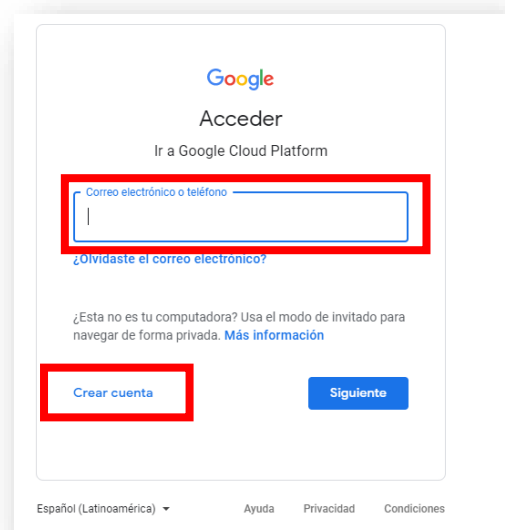 Google
Acceder
Ir a Google Cloud Platform
Correo electrónico o teléfono
¿Olvidaste el correo electrónico?
¿Esta no es tu computadora? Usa el modo de invitado para
navegar de forma privada. Más información
Crear cuenta
Siguiente
Español (Latinoamérica)
Ayuda
Privacidad
Condiciones